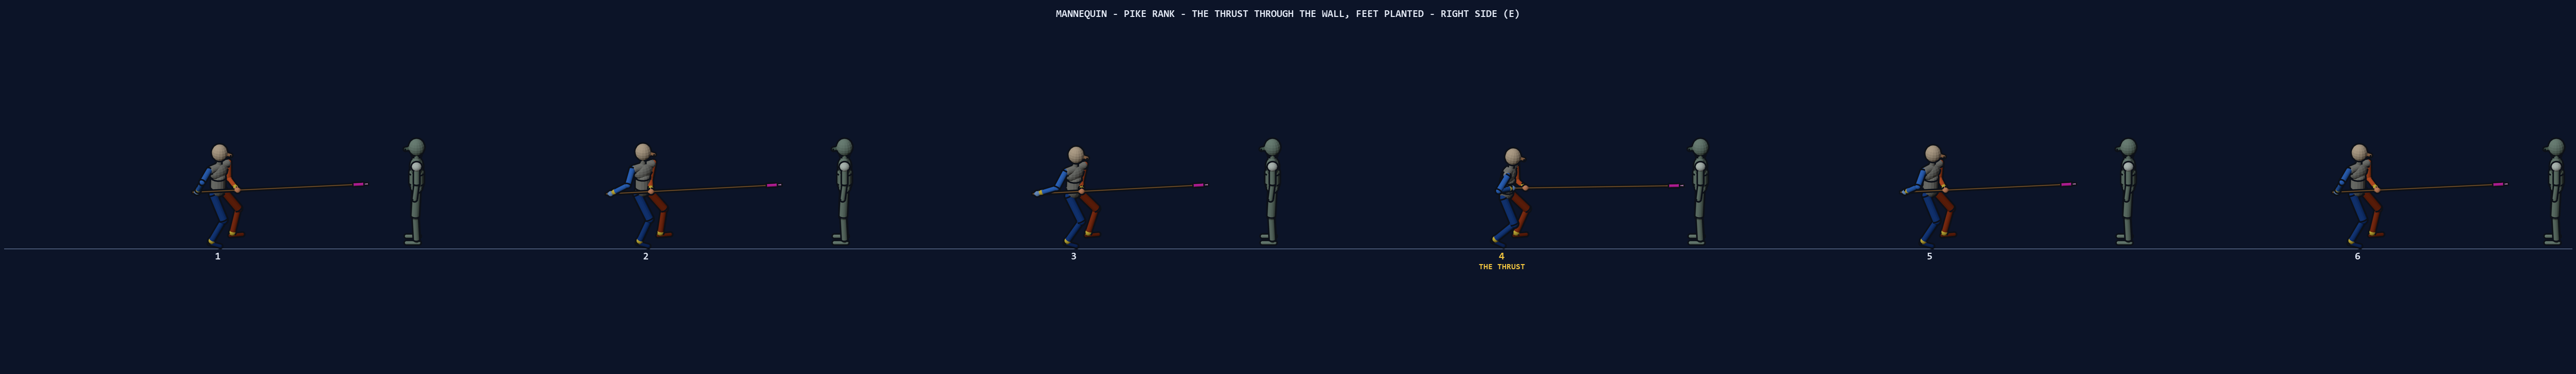 MANNEQUIN - PIKE RANK - THE THRUST THROUGH THE WALL, FEET PLANTED - RIGHT SIDE (E)
1 2 3 4 5 6
THE THRUST